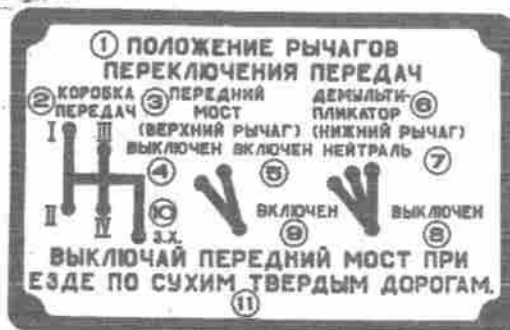 ① ПОЛОЖЕНИЕ РЫЧАГОВ
ПЕРЕКЛЮЧЕНИЯ ПЕРЕДАЧ
② КОРОБКА ПЕРЕДАЧ
③ ПЕРЕДНИЙ МОСТ (ВЕРХНИЙ РЫЧАГ)
ДЕМУЛЬТИ-
ПЛИКАТОР ⑥
(НИЖНИЙ РЫЧАГ)
I III
ВЫКЛЮЧЕН ВКЛЮЧЕН НЕЙТРАЛЬ ⑦
④ ⑤
II IV ⑩
З.Х.
ВКЛЮЧЕН
⑨
ВЫКЛЮЧЕН
⑧
ВЫКЛЮЧАЙ ПЕРЕДНИЙ МОСТ ПРИ
ЕЗДЕ ПО СУХИМ ТВЕРДЫМ ДОРОГАМ.
⑪